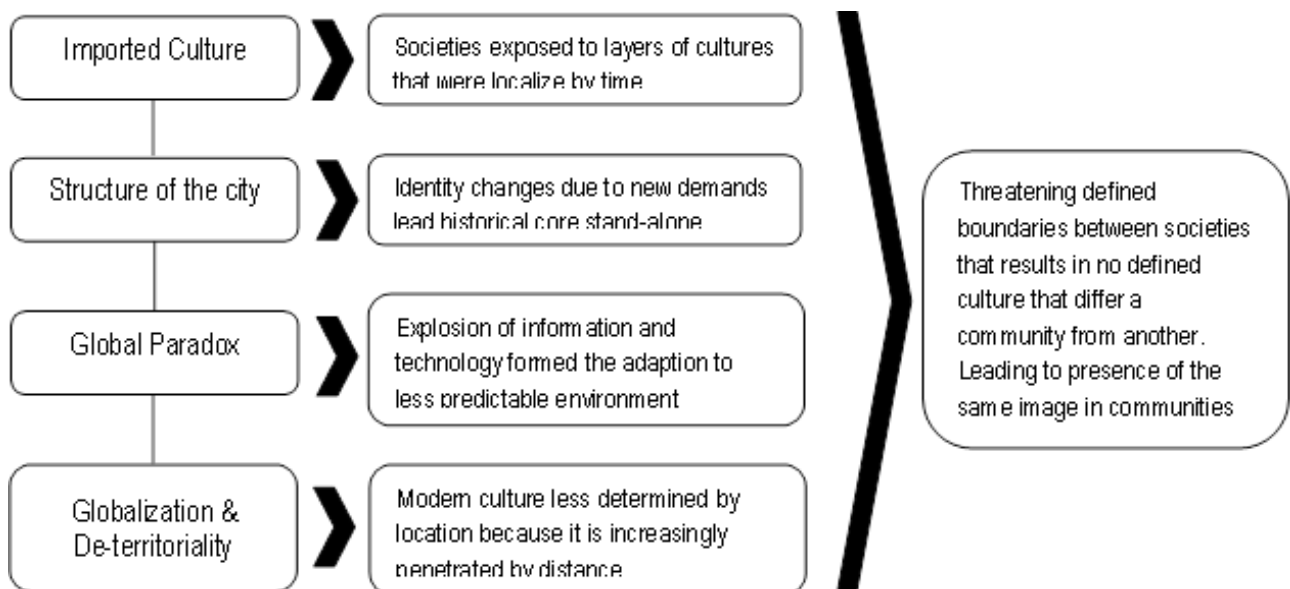 Imported Culture
Societies exposed to layers of cultures
that were localize by time
Structure of the city
Identity changes due to new demands
lead historical core stand-alone
Global Paradox
Explosion of information and
technology formed the adaption to
less predictable environment
Globalization &
De-territoriality
Modern culture less determined by
location because it is increasingly
penetrated by distance
Threatening defined
boundaries between societies
that results in no defined
culture that differ a
community from another.
Leading to presence of the
same image in communities